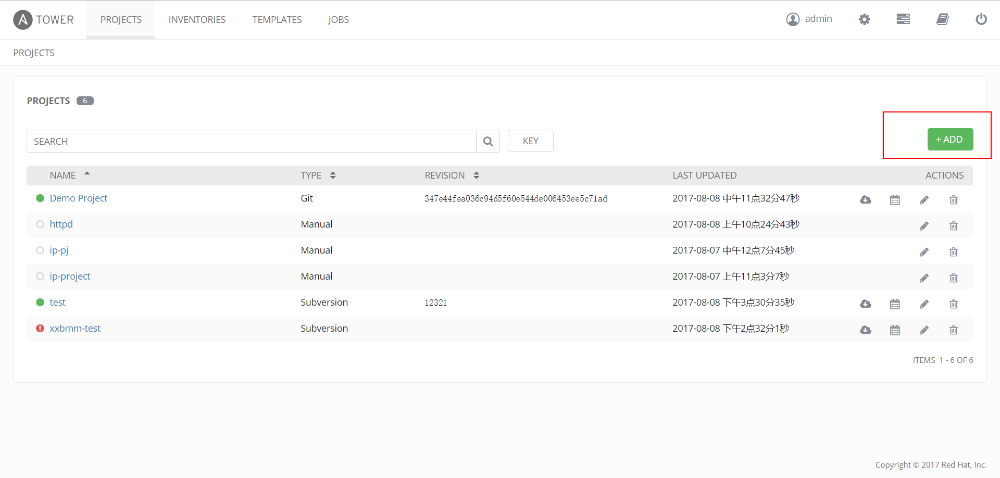 TOWER PROJECTS INVENTORIES TEMPLATES JOBS admin
PROJECTS
PROJECTS 6
SEARCH KEY + ADD
NAME TYPE REVISION LAST UPDATED ACTIONS
Demo Project Git 347e44fea036c94d5f60e544de006453ee5c71ad 2017-08-08 中午11点32分47秒
httpd Manual 2017-08-08 上午10点24分43秒
ip-pj Manual 2017-08-07 中午12点7分45秒
ip-project Manual 2017-08-07 上午11点3分7秒
test Subversion 12321 2017-08-08 下午3点30分35秒
xxbmm-test Subversion 2017-08-08 下午2点32分1秒
ITEMS 1 - 6 OF 6
Copyright © 2017 Red Hat, Inc.